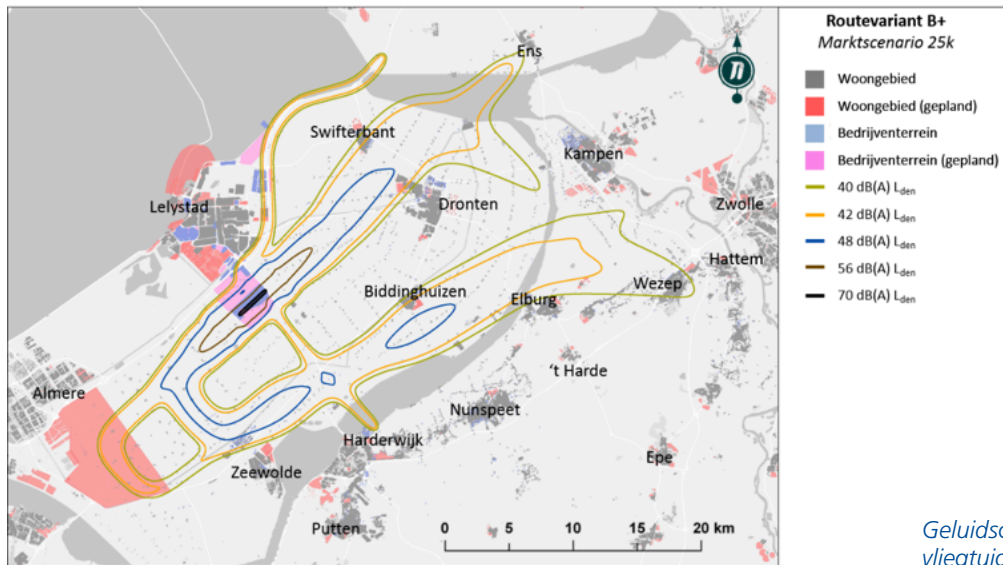 Routevariant B+
Marktscenario 25k
Woongebied
Woongebied (gepland)
Bedrijventerrein
Bedrijventerrein (gepland)
40 dB(A) Lden
42 dB(A) Lden
48 dB(A) Lden
56 dB(A) Lden
70 dB(A) Lden
Ens
Swifterbant
Kampen
Lelystad
Dronten
Zwolle
Hattem
Biddinghuizen
Elburg
Wezep
't Harde
Almere
Nunspeet
Harderwijk
Zeewolde
Epe
Putten
0 5 10 15 20 km